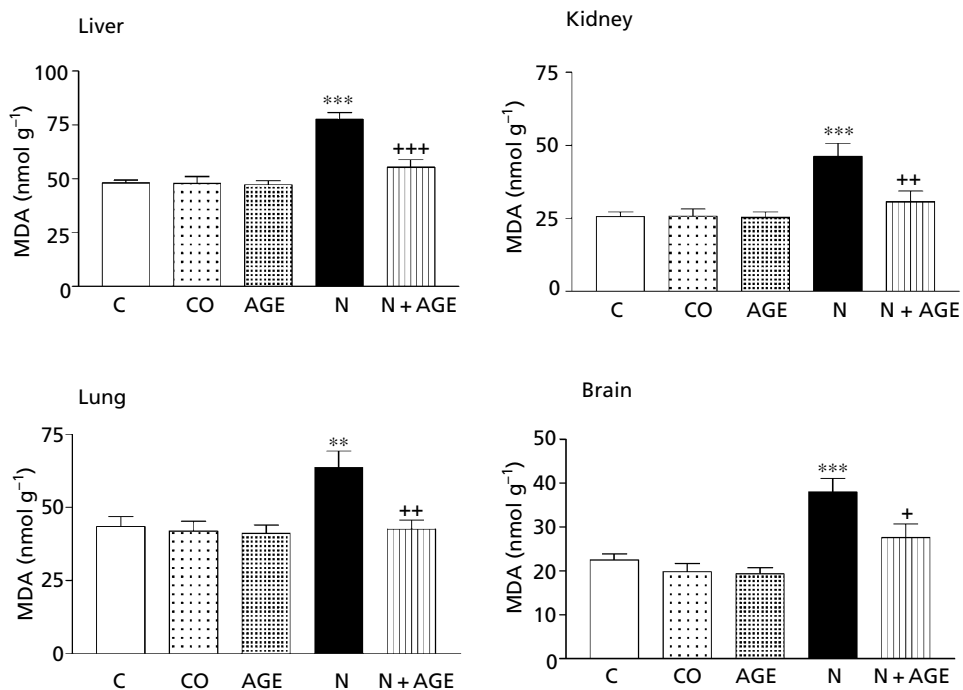 Liver
MDA (nmol g⁻¹)
100
75
50
25
0
***
+++
C CO AGE N N + AGE
Kidney
MDA (nmol g⁻¹)
75
50
25
0
***
++
C CO AGE N N + AGE
Lung
MDA (nmol g⁻¹)
75
50
25
0
**
++
C CO AGE N N + AGE
Brain
MDA (nmol g⁻¹)
50
40
30
20
10
0
***
+
C CO AGE N N + AGE